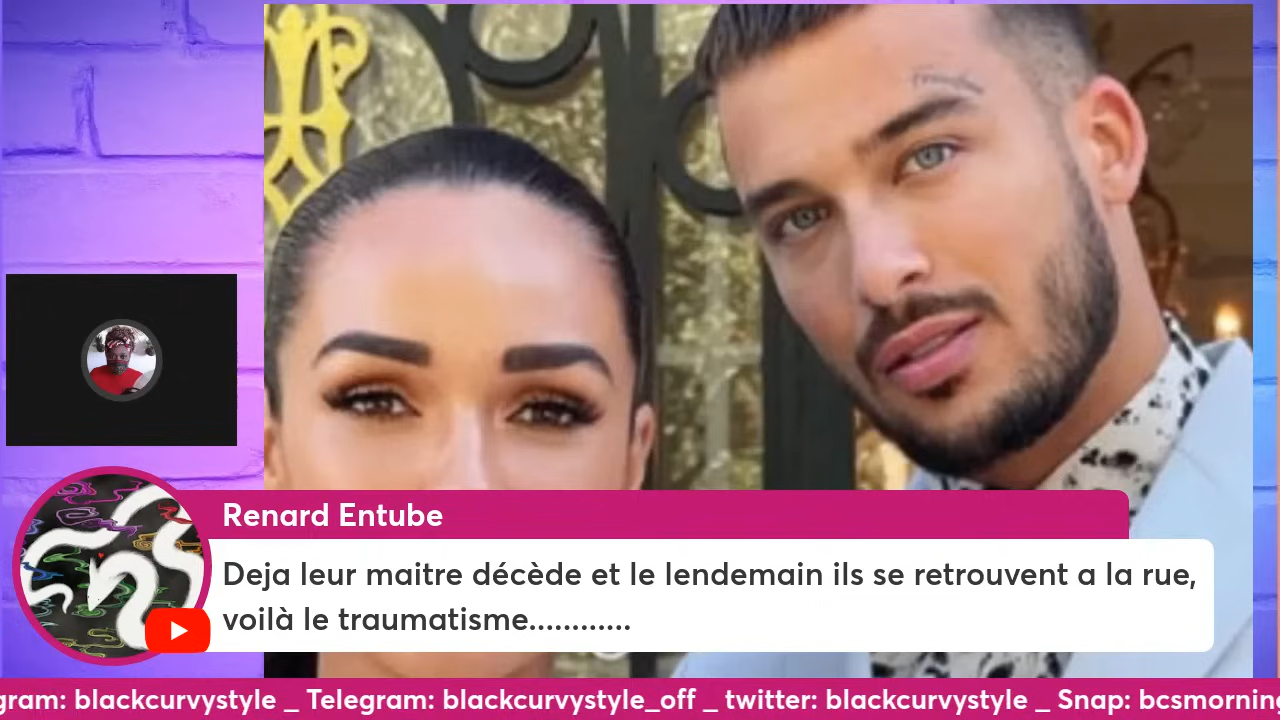 Renard Entube
Deja leur maitre décède et le lendemain ils se retrouvent a la rue,
voilà le traumatisme............
gram: blackcurvystyle _ Telegram: blackcurvystyle_off _ twitter: blackcurvystyle _ Snap: bcsmorning